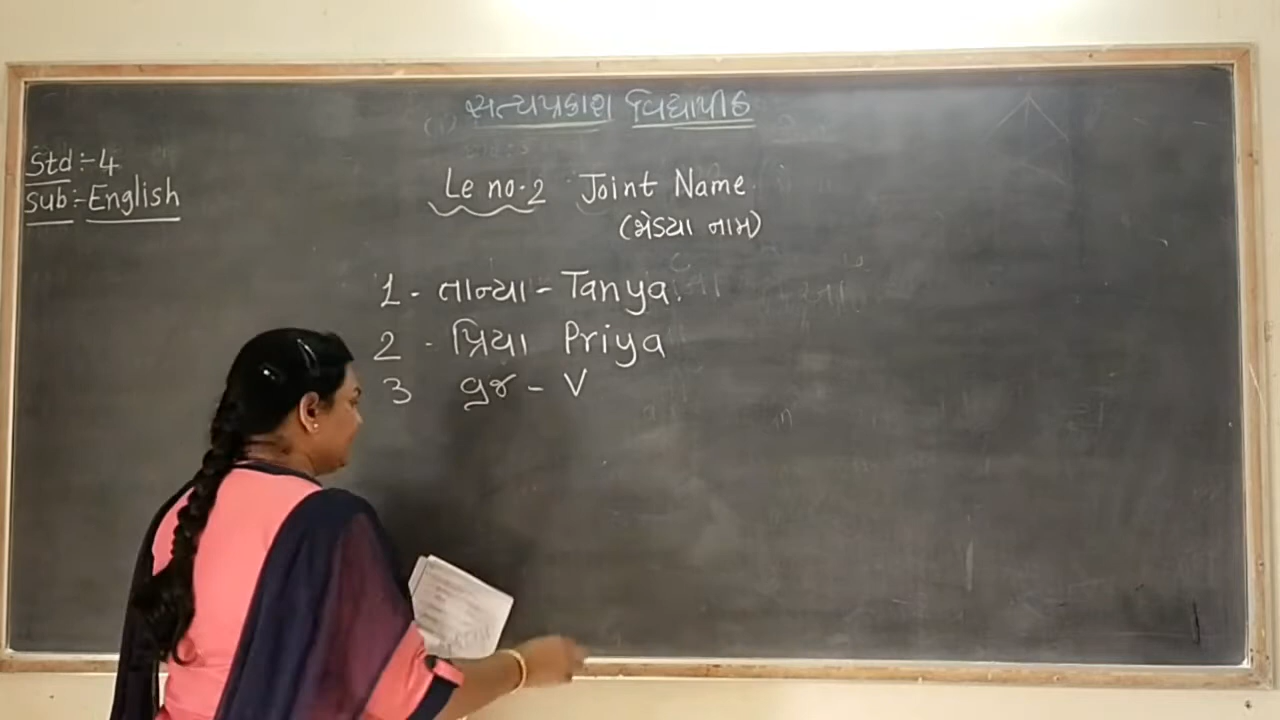 સત્યપ્રકાશ વિદ્યાપીઠ
Std :- 4
Sub :- English
Le no. 2 Joint Name
(જોડ્યા નામ)
1 - તાન્યા - Tanya.
2 - પ્રિયા Priya
3 વ્રજ - V